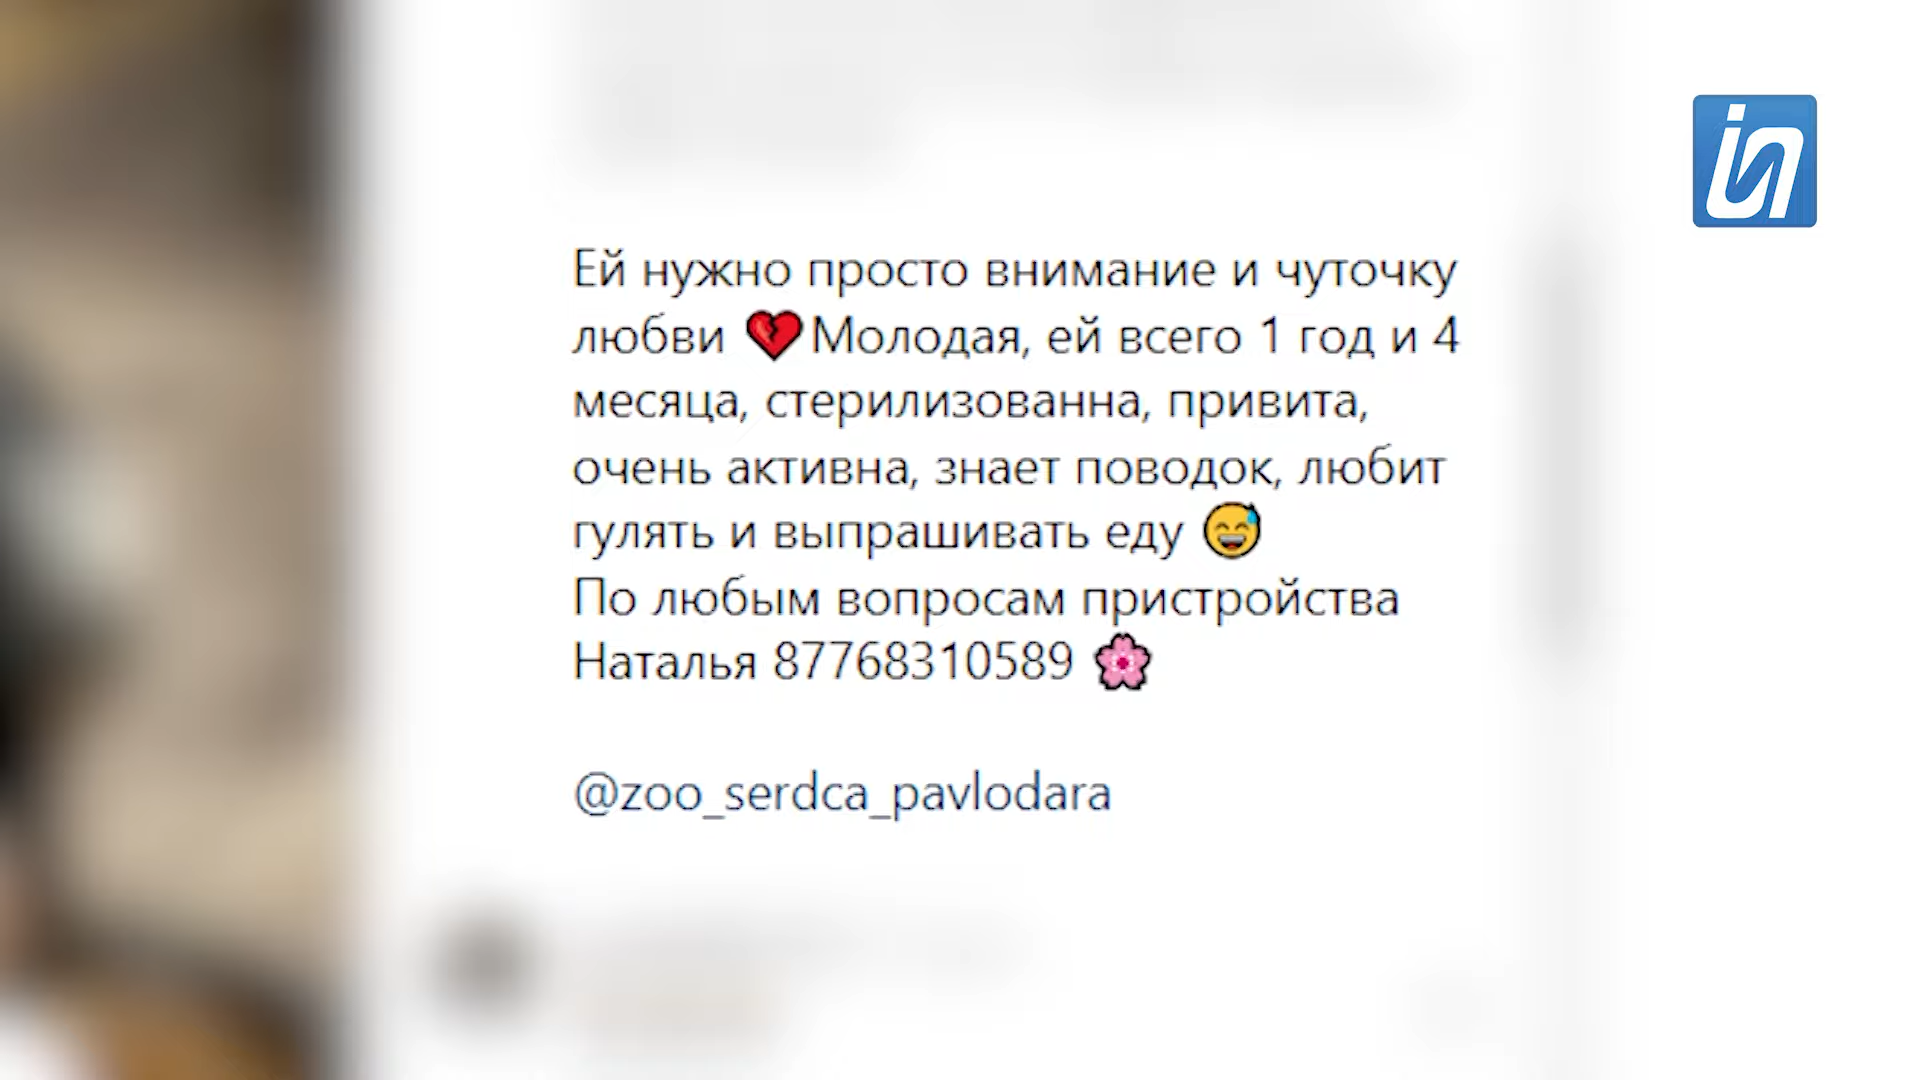 Ей нужно просто внимание и чуточку
любви 💔Молодая, ей всего 1 год и 4
месяца, стерилизованна, привита,
очень активна, знает поводок, любит
гулять и выпрашивать еду 😅
По любым вопросам пристройства
Наталья 87768310589 🌸
@zoo_serdca_pavlodara